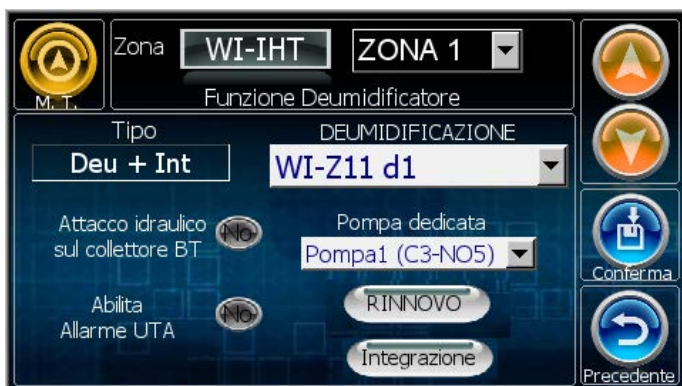 M. T.
Zona
WI-IHT
ZONA 1
Funzione Deumidificatore
Tipo
DEUMIDIFICAZIONE
Deu + Int
WI-Z11 d1
Attacco idraulico
sul collettore BT
No
Pompa dedicata
Pompa1 (C3-NO5)
Abilita
Allarme UTA
No
RINNOVO
Integrazione
Conferma
Precedente